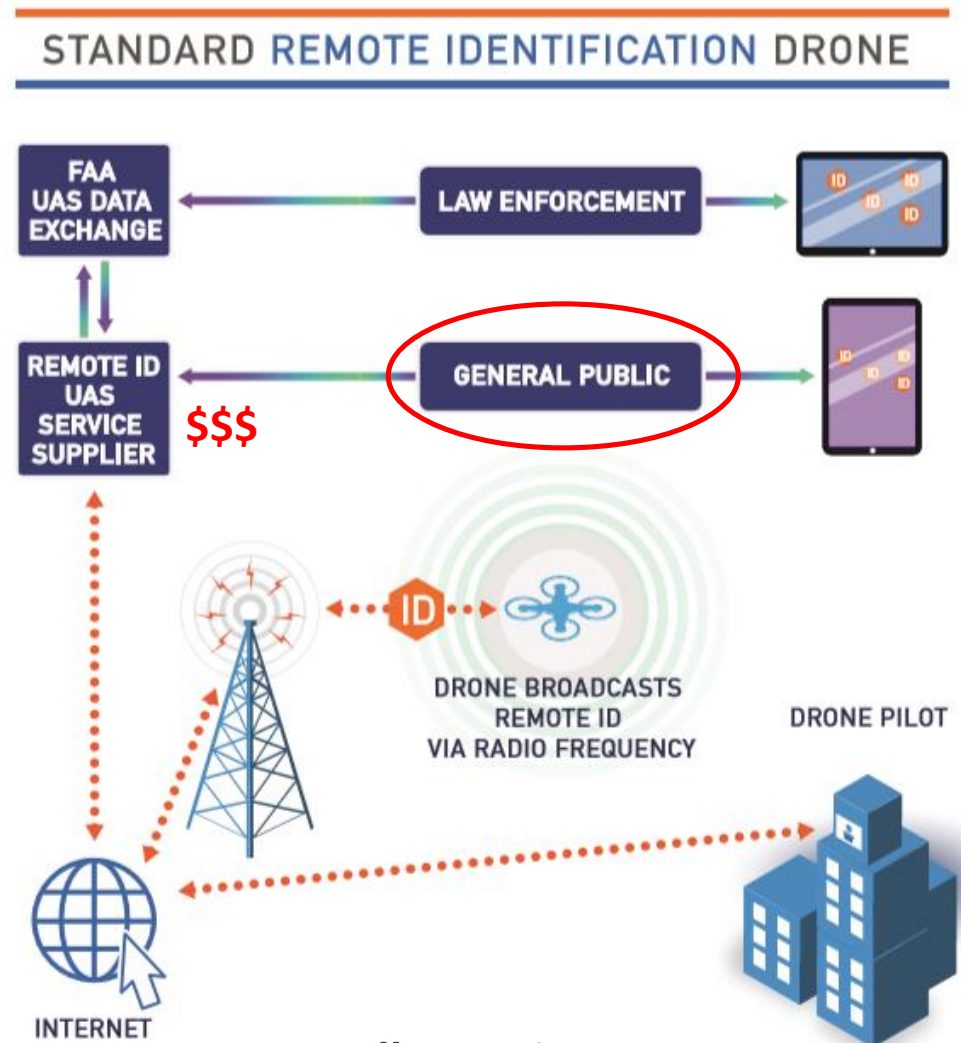 STANDARD REMOTE IDENTIFICATION DRONE
FAA
UAS DATA
EXCHANGE
LAW ENFORCEMENT
ID
ID
ID
ID
REMOTE ID
UAS
SERVICE
SUPPLIER
$$$
GENERAL PUBLIC
ID
ID
ID
ID
ID
DRONE BROADCASTS
REMOTE ID
VIA RADIO FREQUENCY
DRONE PILOT
INTERNET